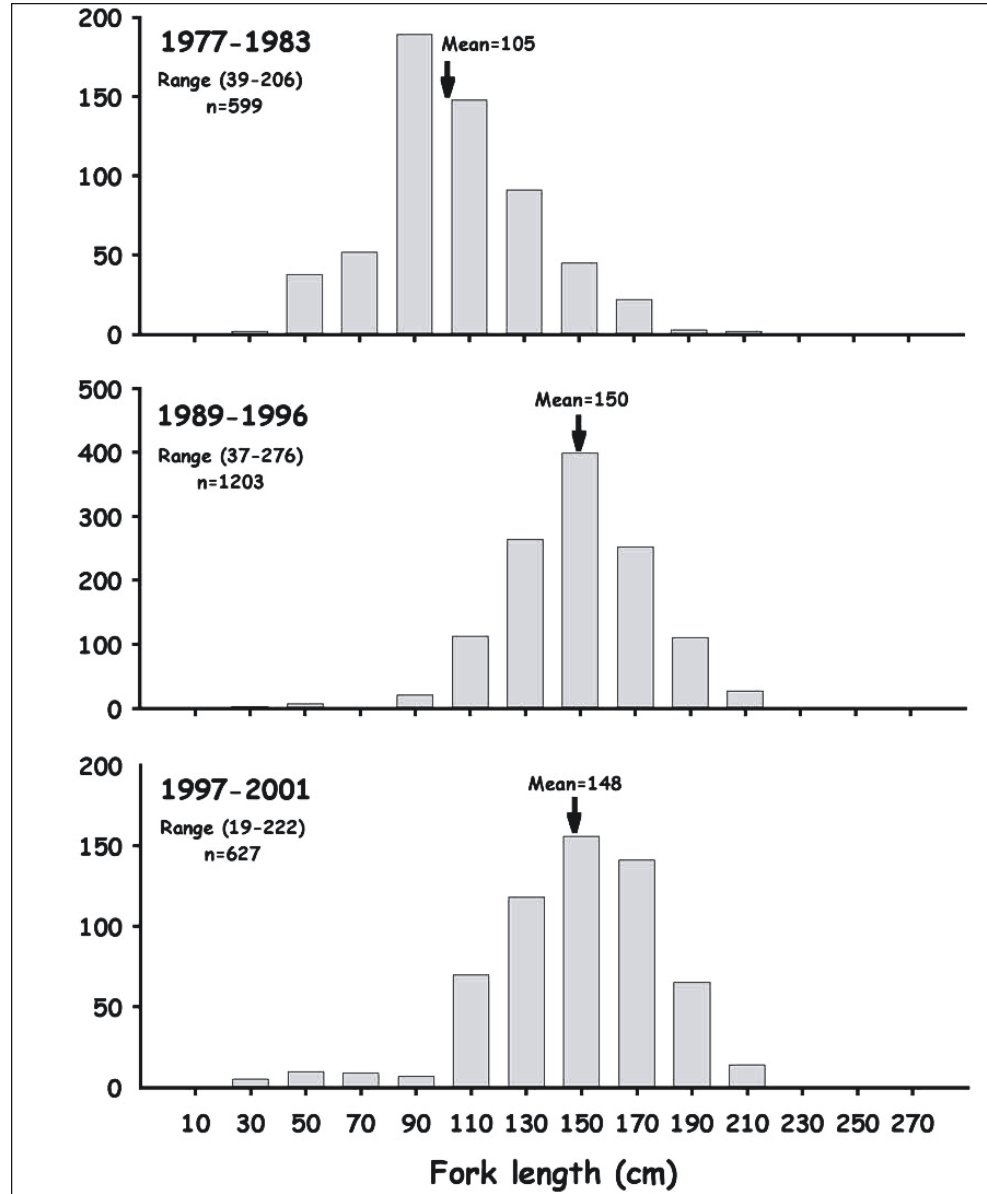 200
1977-1983
Mean=105
Range (39-206)
n=599
150
100
50
0
500
1989-1996
Mean=150
Range (37-276)
n=1203
400
300
200
100
0
200
1997-2001
Mean=148
Range (19-222)
n=627
150
100
50
0
10 30 50 70 90 110 130 150 170 190 210 230 250 270
Fork length (cm)